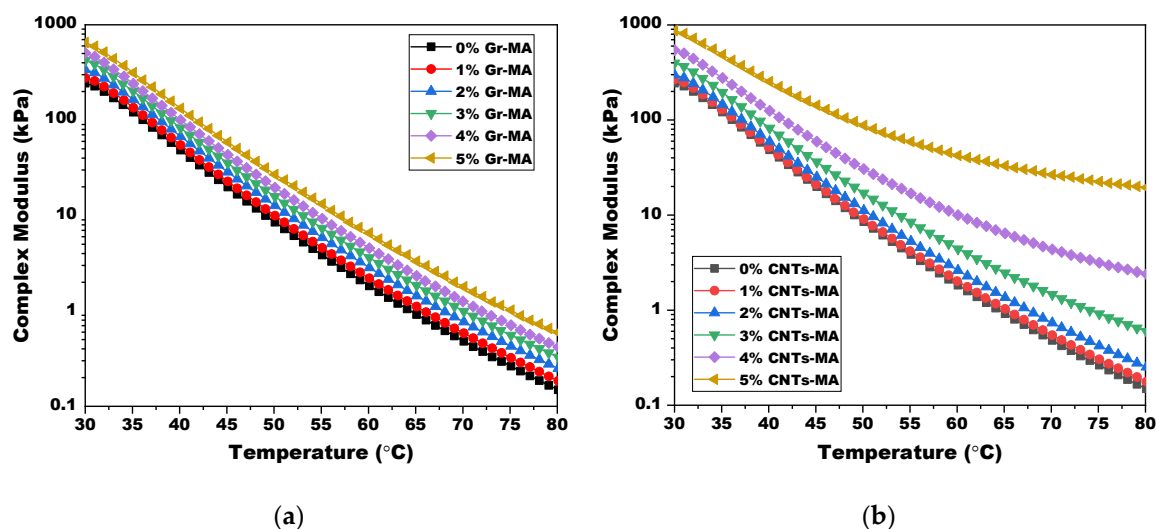 1000
100
10
1
0.1
Complex Modulus (kPa)
0% Gr-MA
1% Gr-MA
2% Gr-MA
3% Gr-MA
4% Gr-MA
5% Gr-MA
30 35 40 45 50 55 60 65 70 75 80
Temperature (°C)
(a)
1000
100
10
1
0.1
Complex Modulus (kPa)
0% CNTs-MA
1% CNTs-MA
2% CNTs-MA
3% CNTs-MA
4% CNTs-MA
5% CNTs-MA
30 35 40 45 50 55 60 65 70 75 80
Temperature (°C)
(b)